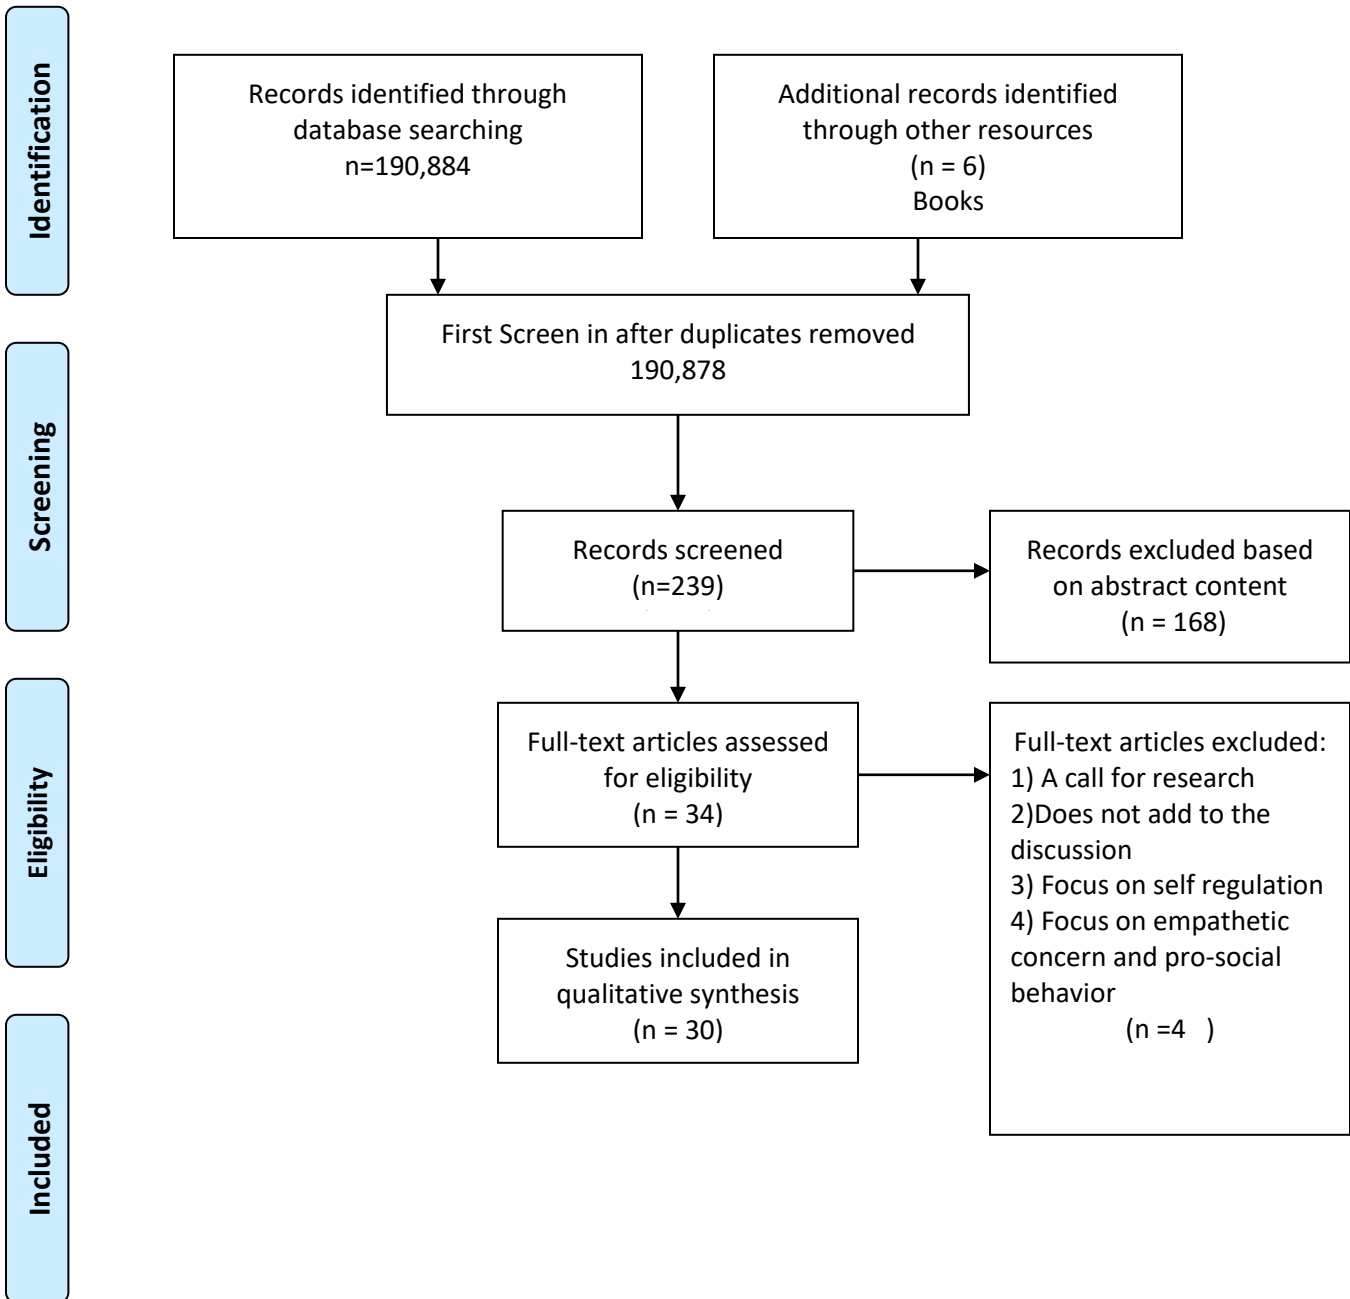 Identification
Records identified through
database searching
n=190,884
Additional records identified
through other resources
(n = 6)
Books
First Screen in after duplicates removed
190,878
Screening
Records screened
(n=239)
Records excluded based
on abstract content
(n = 168)
Eligibility
Full-text articles assessed
for eligibility
(n = 34)
Full-text articles excluded:
1) A call for research
2)Does not add to the
discussion
3) Focus on self regulation
4) Focus on empathetic
concern and pro-social
behavior
(n =4   )
Studies included in
qualitative synthesis
(n = 30)
Included